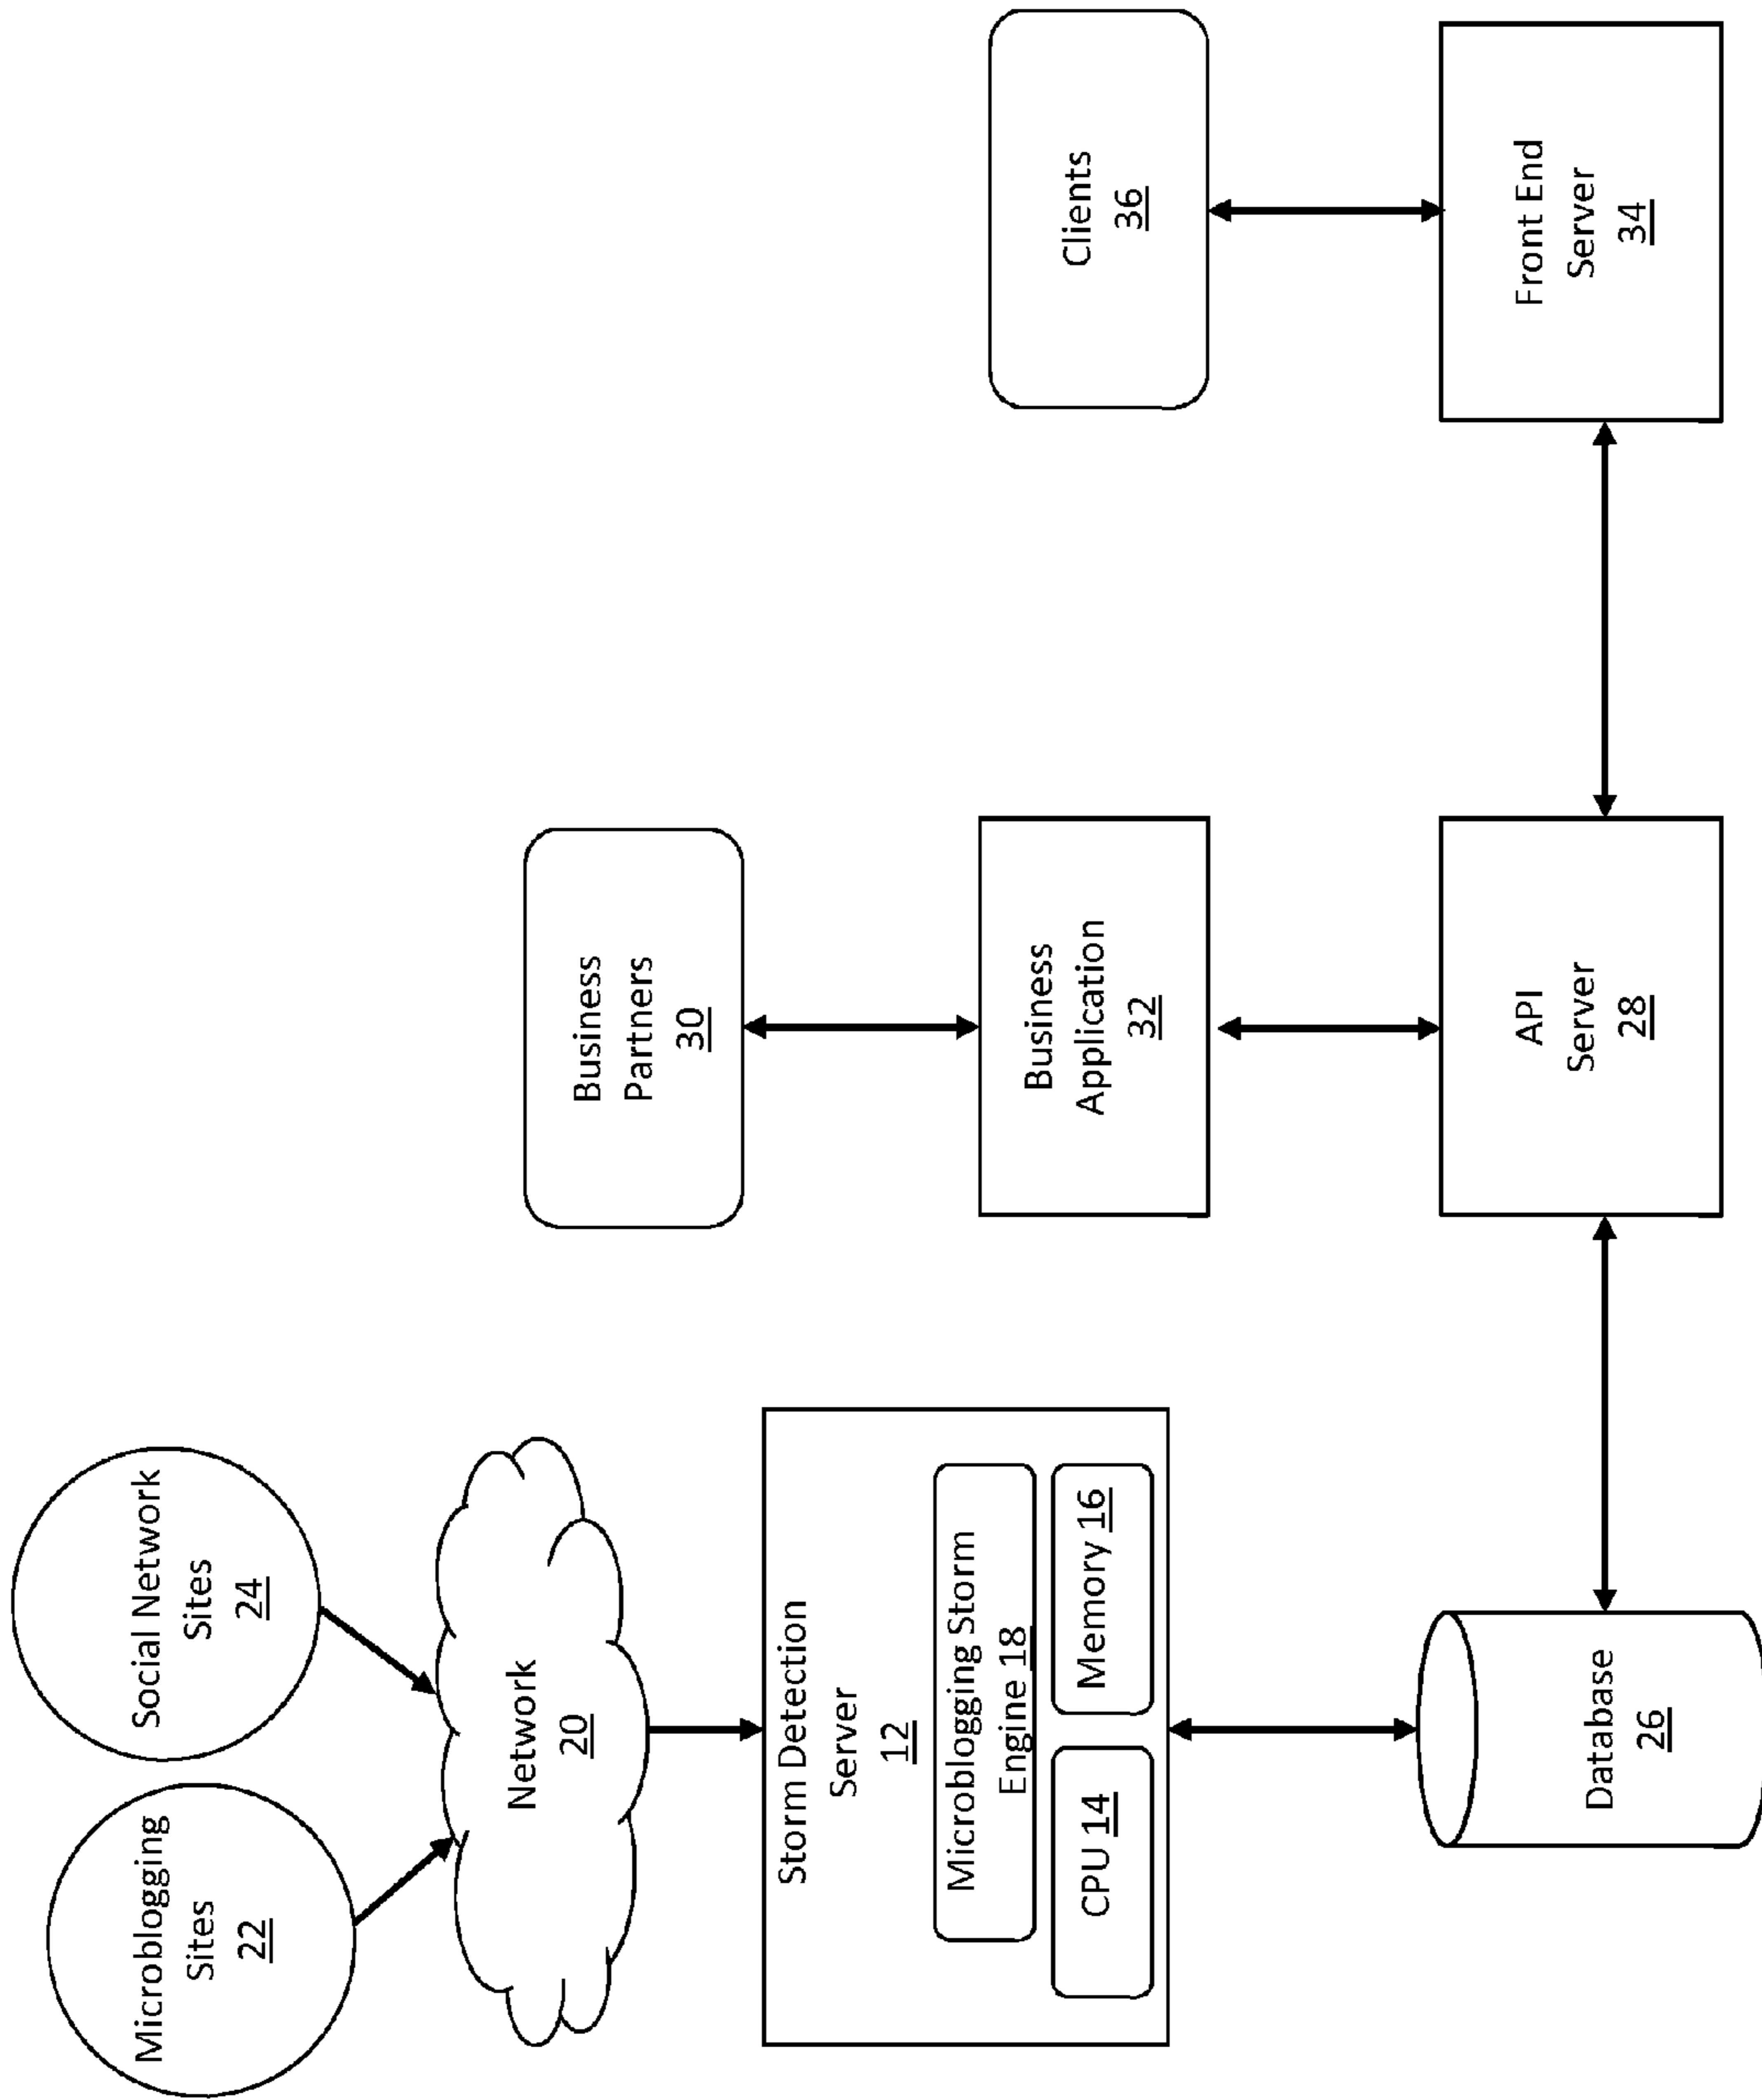 Microblogging
Sites
22
Social Network
Sites
24
Network
20
Storm Detection
Server
12
Microblogging Storm
Engine 18
CPU 14
Memory 16
Database
26
Business
Partners
30
Business
Application
32
API
Server
28
Clients
36
Front End
Server
34